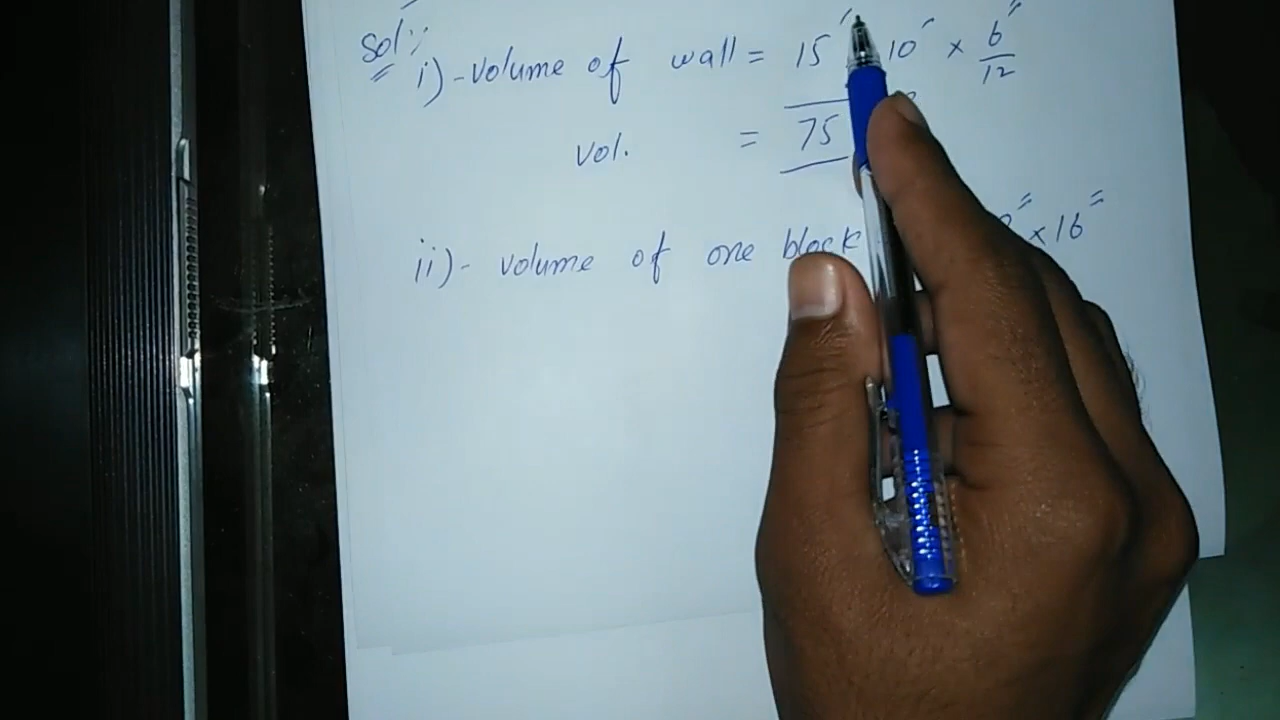 Sol:
i)-Volume of wall = 15' 10' × 6'/12
Vol. = 75
ii)- Volume of one block × 16"